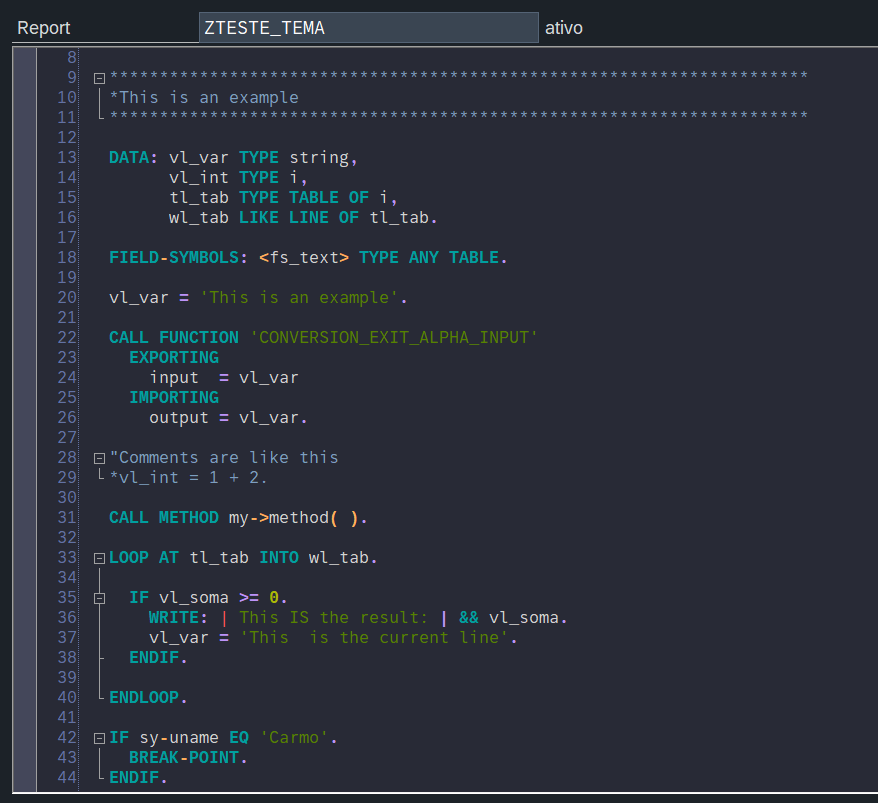 Report ZTESTE_TEMA ativo
8
9 **********************************************************************
10 *This is an example
11 **********************************************************************
12
13 DATA: vl_var TYPE string,
14       vl_int TYPE i,
15       tl_tab TYPE TABLE OF i,
16       wl_tab LIKE LINE OF tl_tab.
17
18 FIELD-SYMBOLS: <fs_text> TYPE ANY TABLE.
19
20 vl_var = 'This is an example'.
21
22 CALL FUNCTION 'CONVERSION_EXIT_ALPHA_INPUT'
23   EXPORTING
24     input  = vl_var
25   IMPORTING
26     output = vl_var.
27
28 "Comments are like this
29 *vl_int = 1 + 2.
30
31 CALL METHOD my->method( ).
32
33 LOOP AT tl_tab INTO wl_tab.
34
35   IF vl_soma >= 0.
36     WRITE: | This IS the result: | && vl_soma.
37     vl_var = 'This  is the current line'.
38   ENDIF.
39
40 ENDLOOP.
41
42 IF sy-uname EQ 'Carmo'.
43   BREAK-POINT.
44 ENDIF.